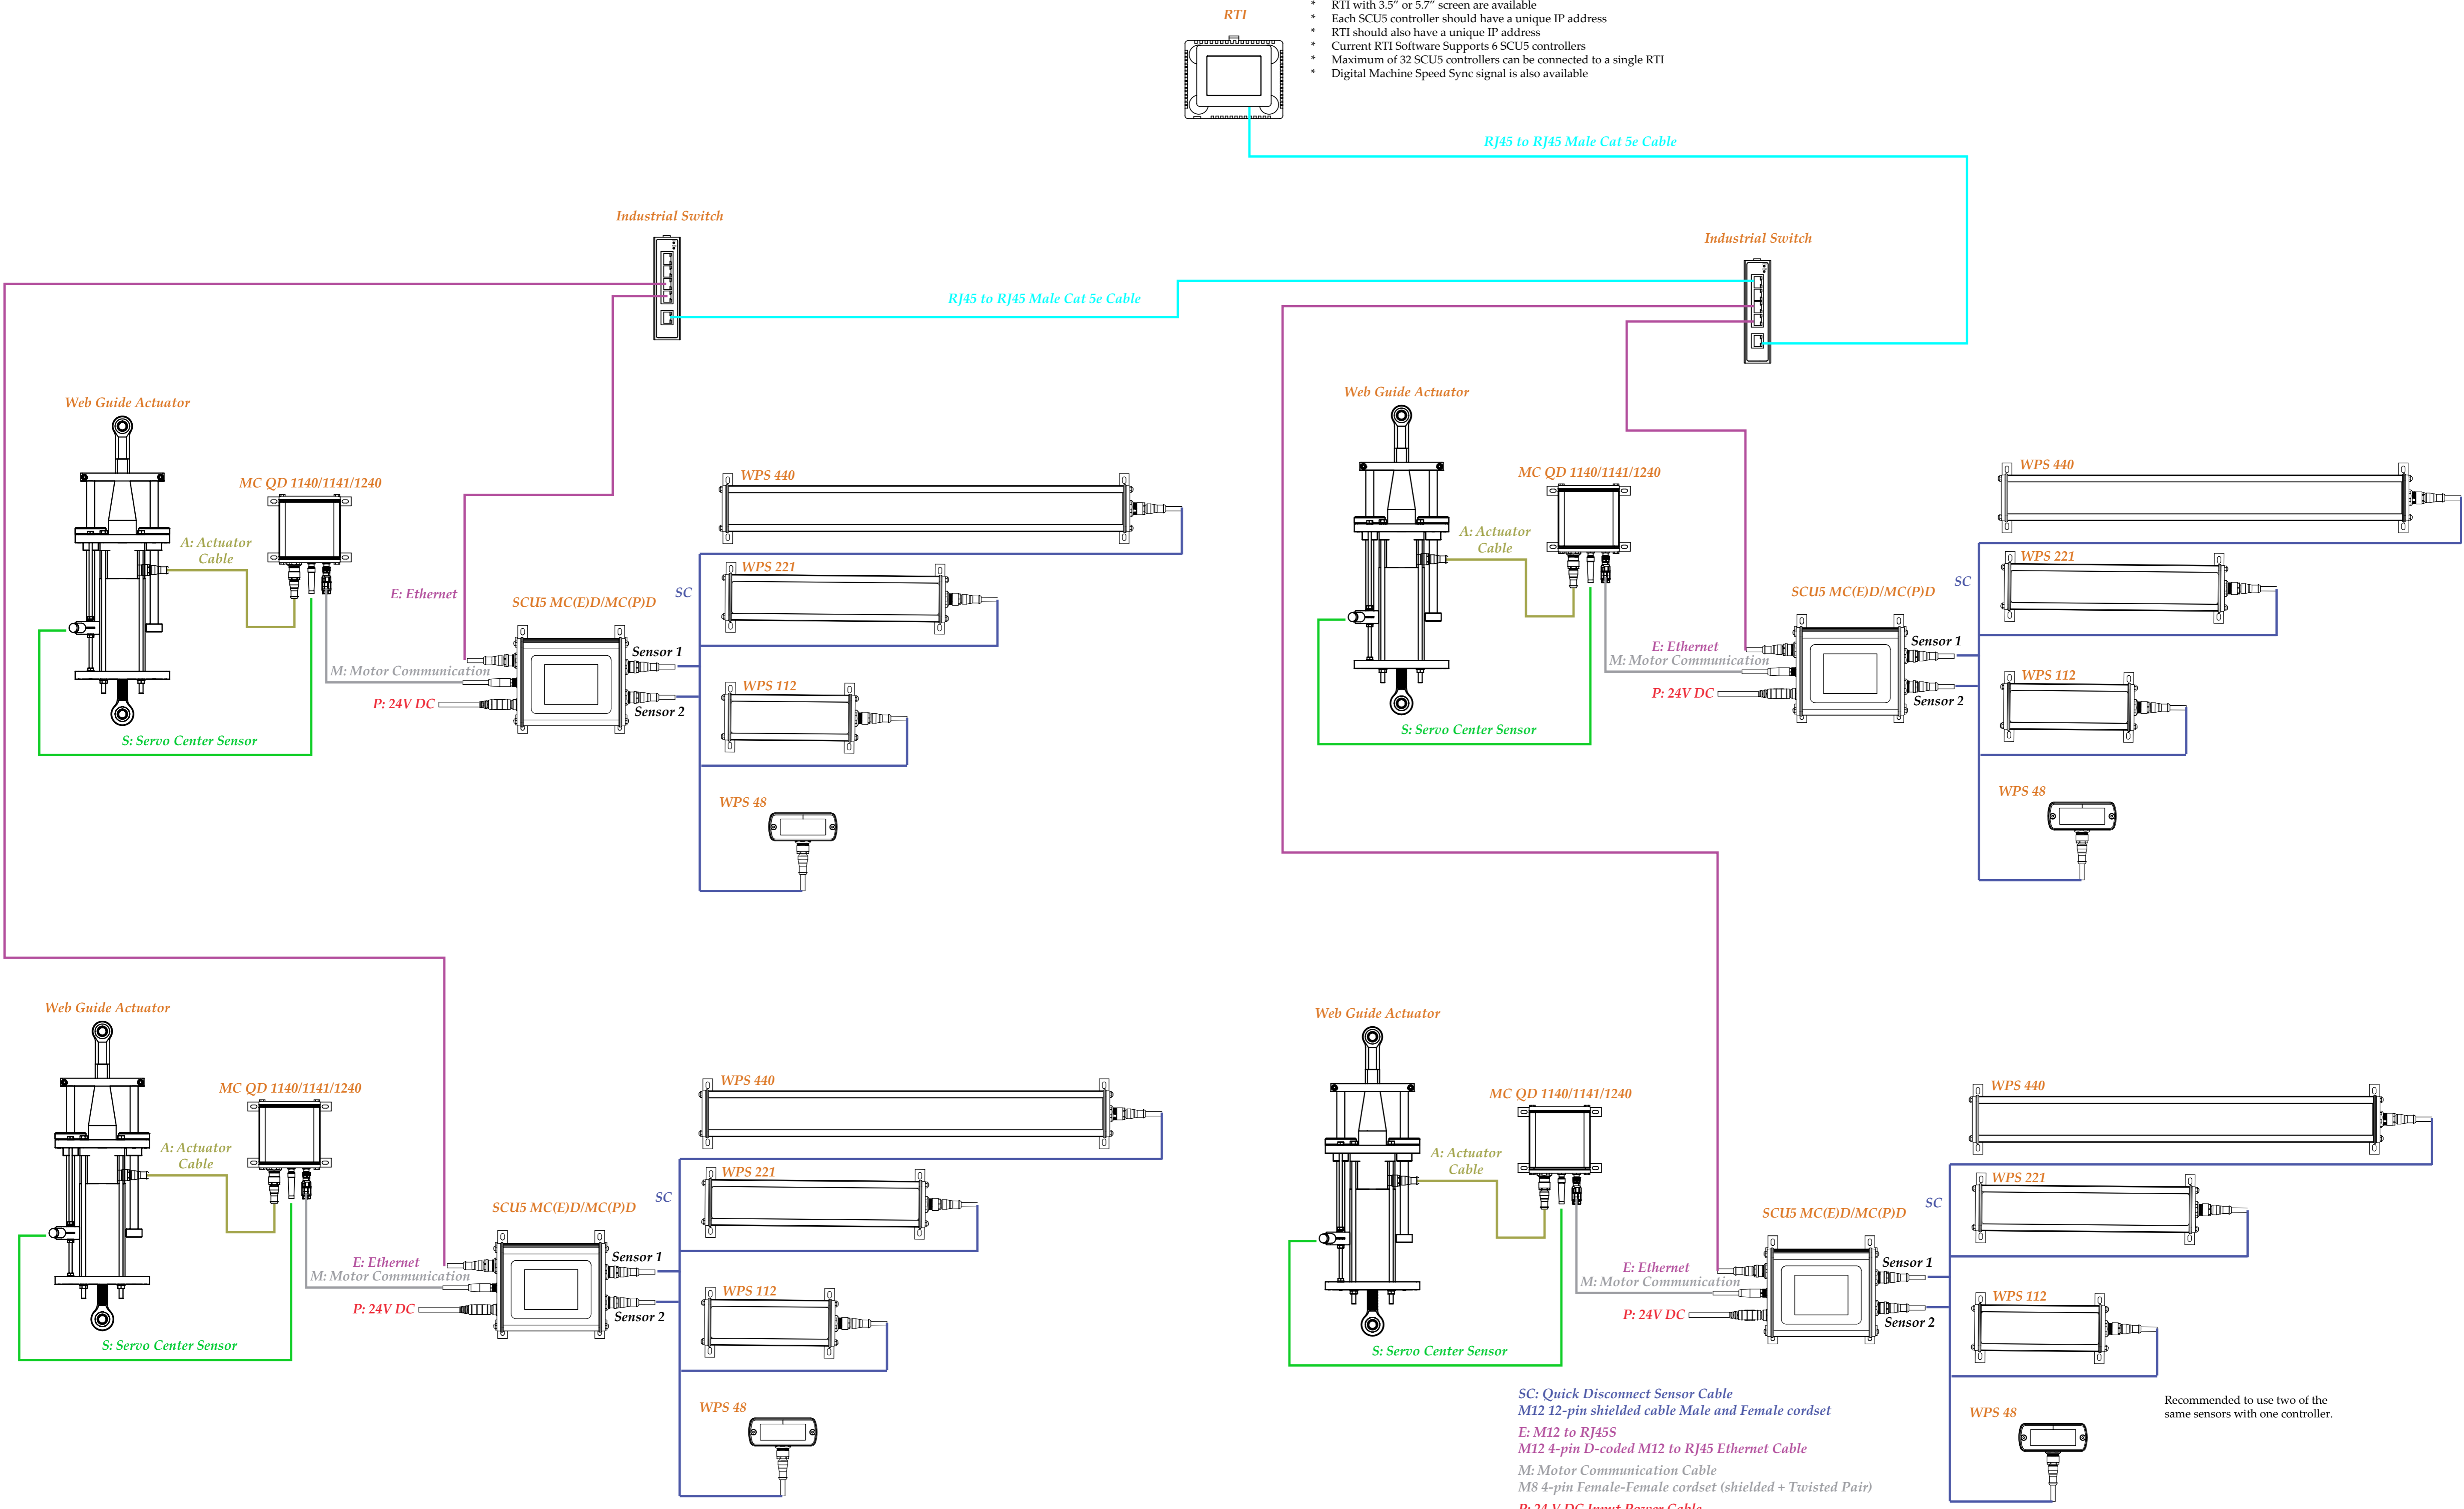 RTI
* RTI with 3.5” or 5.7” screen are available
* Each SCU5 controller should have a unique IP address
* RTI should also have a unique IP address
* Current RTI Software Supports 6 SCU5 controllers
* Maximum of 32 SCU5 controllers can be connected to a single RTI
* Digital Machine Speed Sync signal is also available
RJ45 to RJ45 Male Cat 5e Cable
Industrial Switch
Industrial Switch
RJ45 to RJ45 Male Cat 5e Cable
Web Guide Actuator
MC QD 1140/1141/1240
A: Actuator
Cable
E: Ethernet
SCU5 MC(E)D/MC(P)D
M: Motor Communication
P: 24V DC
S: Servo Center Sensor
Sensor 1
Sensor 2
SC
WPS 440
WPS 221
WPS 112
WPS 48
Web Guide Actuator
MC QD 1140/1141/1240
A: Actuator
Cable
E: Ethernet
SCU5 MC(E)D/MC(P)D
M: Motor Communication
P: 24V DC
S: Servo Center Sensor
Sensor 1
Sensor 2
SC
WPS 440
WPS 221
WPS 112
WPS 48
Web Guide Actuator
MC QD 1140/1141/1240
A: Actuator
Cable
E: Ethernet
SCU5 MC(E)D/MC(P)D
M: Motor Communication
P: 24V DC
S: Servo Center Sensor
Sensor 1
Sensor 2
SC
WPS 440
WPS 221
WPS 112
WPS 48
Web Guide Actuator
MC QD 1140/1141/1240
A: Actuator
Cable
E: Ethernet
SCU5 MC(E)D/MC(P)D
M: Motor Communication
P: 24V DC
S: Servo Center Sensor
Sensor 1
Sensor 2
SC
WPS 440
WPS 221
WPS 112
WPS 48
SC: Quick Disconnect Sensor Cable
M12 12-pin shielded cable Male and Female cordset
E: M12 to RJ45S
M12 4-pin D-coded M12 to RJ45 Ethernet Cable
M: Motor Communication Cable
M8 4-pin Female-Female cordset (shielded + Twisted Pair)
P: 24 V DC Input Power Cable
Recommended to use two of the
same sensors with one controller.